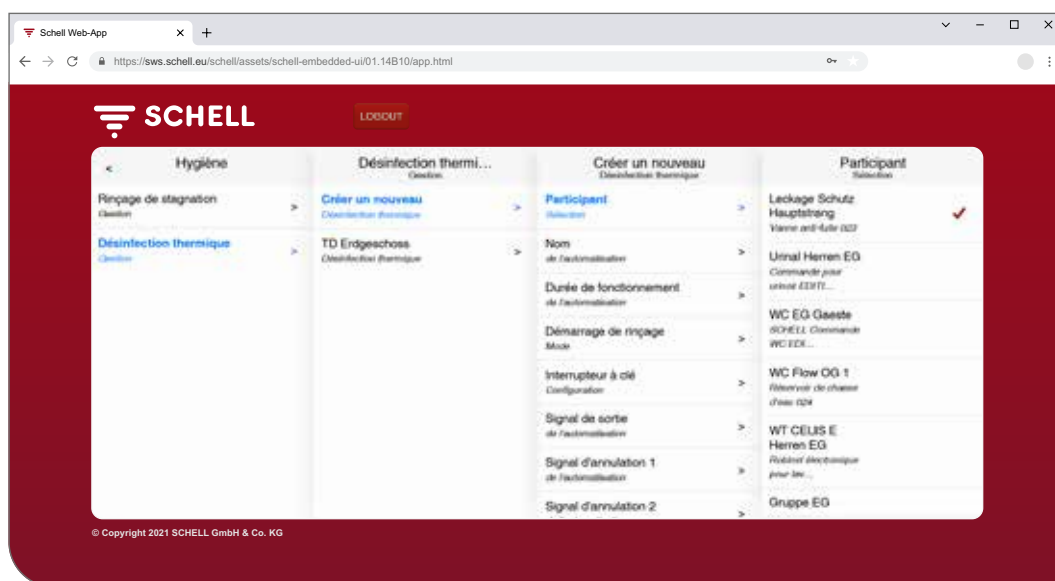 Schell Web-App
https://sws.schell.eu/schell/assets/schell-embedded-ui/01.14B10/app.html
SCHELL
LOGOUT
<
Hygiène
Rinçage de stagnation
Gestion
>
Désinfection thermique
Gestion
>
Désinfection thermi...
Gestion
Créer un nouveau
Désinfection thermique
>
TD Erdgeschoss
Désinfection thermique
>
Créer un nouveau
Désinfection thermique
Participant
Sélection
>
Nom
de l'automatisation
>
Durée de fonctionnement
de l'automatisation
>
Démarrage de rinçage
Mode
>
Interrupteur à clé
Configuration
>
Signal de sortie
de l'automatisation
>
Signal d'annulation 1
de l'automatisation
>
Signal d'annulation 2
>
Participant
Sélection
Leckage Schutz
Hauptstrang
Vanne anti-fuite 023
Urinal Herren EG
Commande pour
urinoir EDITI...
WC EG Gaeste
SCHELL Commande
WC EDI...
WC Flow OG 1
Réservoir de chasse
d'eau 024
WT CELIS E
Herren EG
Robinet électronique
pour lav...
Gruppe EG
© Copyright 2021 SCHELL GmbH & Co. KG